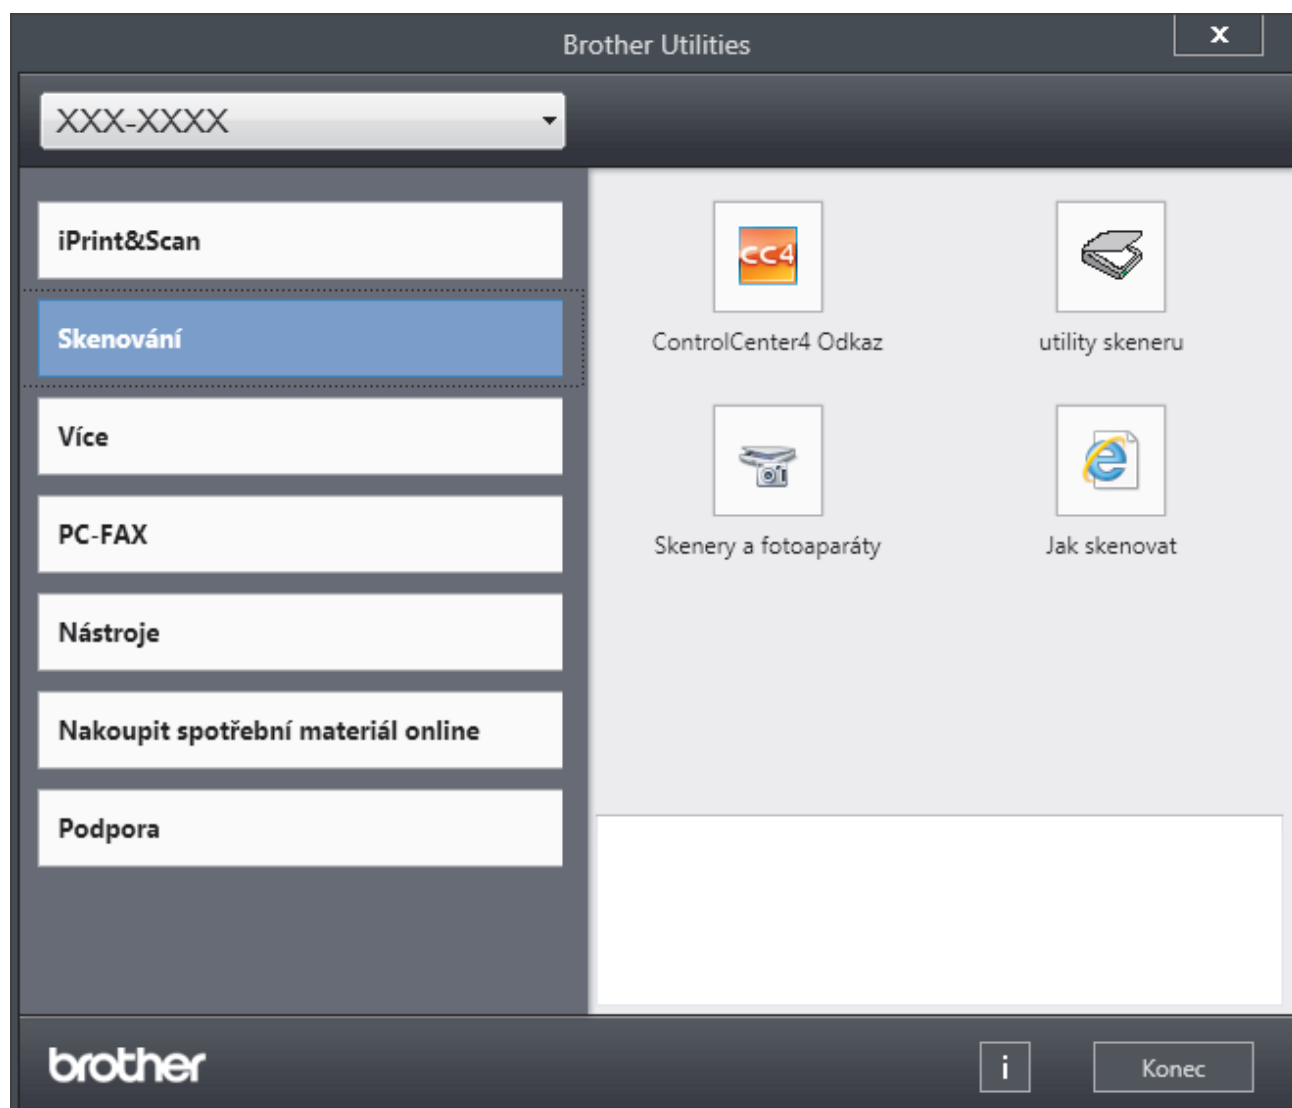 Brother Utilities
x
XXX-XXXX
iPrint&Scan
Skenování
Více
PC-FAX
Nástroje
Nakoupit spotřební materiál online
Podpora
CC4
ControlCenter4 Odkaz
utility skeneru
Skenery a fotoaparáty
Jak skenovat
brother
i
Konec